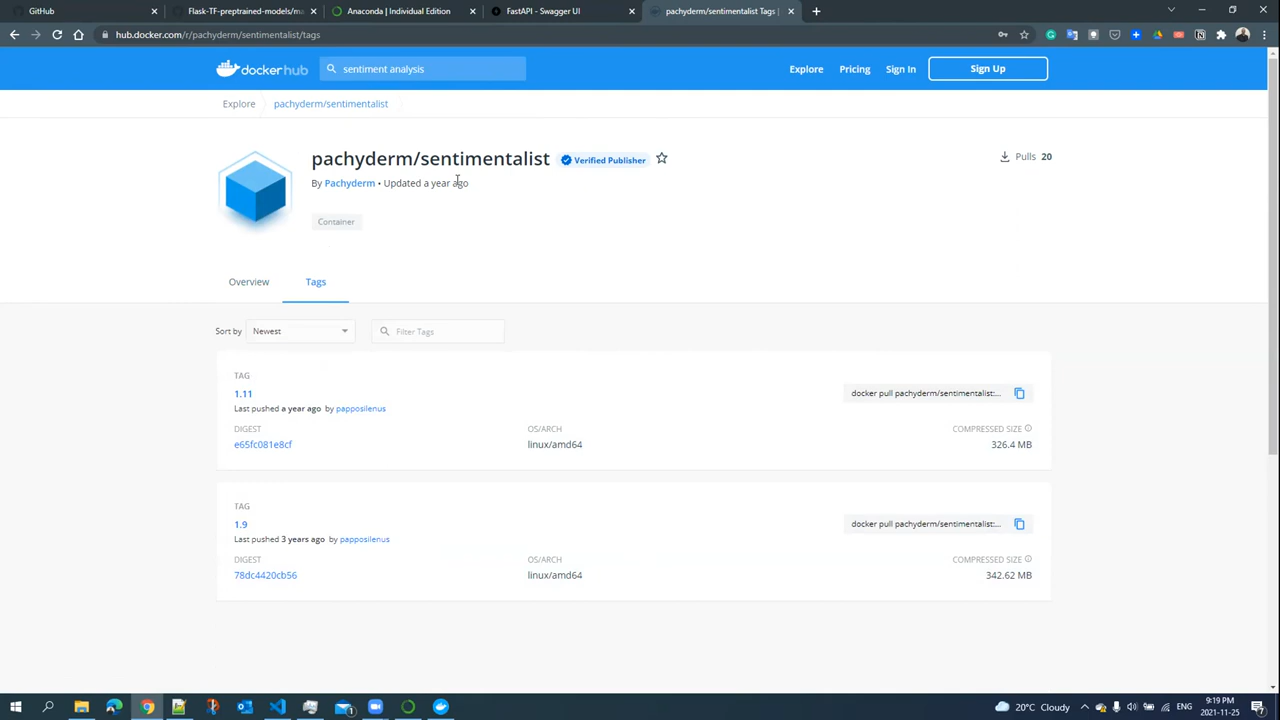 GitHub
Flask-TF-pretrained-models/ma
Anaconda | Individual Edition
FastAPI - Swagger UI
pachyderm/sentimentalist Tags |
hub.docker.com/r/pachyderm/sentimentalist/tags
dockerhub
sentiment analysis
Explore
Pricing
Sign In
Sign Up
Explore
pachyderm/sentimentalist
pachyderm/sentimentalist
Verified Publisher
Pulls 20
By Pachyderm • Updated a year ago
Container
Overview
Tags
Sort by
Newest
Filter Tags
TAG
1.11
docker pull pachyderm/sentimentalist:...
Last pushed a year ago by papposilenus
DIGEST
OS/ARCH
COMPRESSED SIZE
e65fc081e8cf
linux/amd64
326.4 MB
TAG
1.9
docker pull pachyderm/sentimentalist:...
Last pushed 3 years ago by papposilenus
DIGEST
OS/ARCH
COMPRESSED SIZE
78dc4420cb56
linux/amd64
342.62 MB
20°C Cloudy
ENG
9:19 PM
2021-11-25